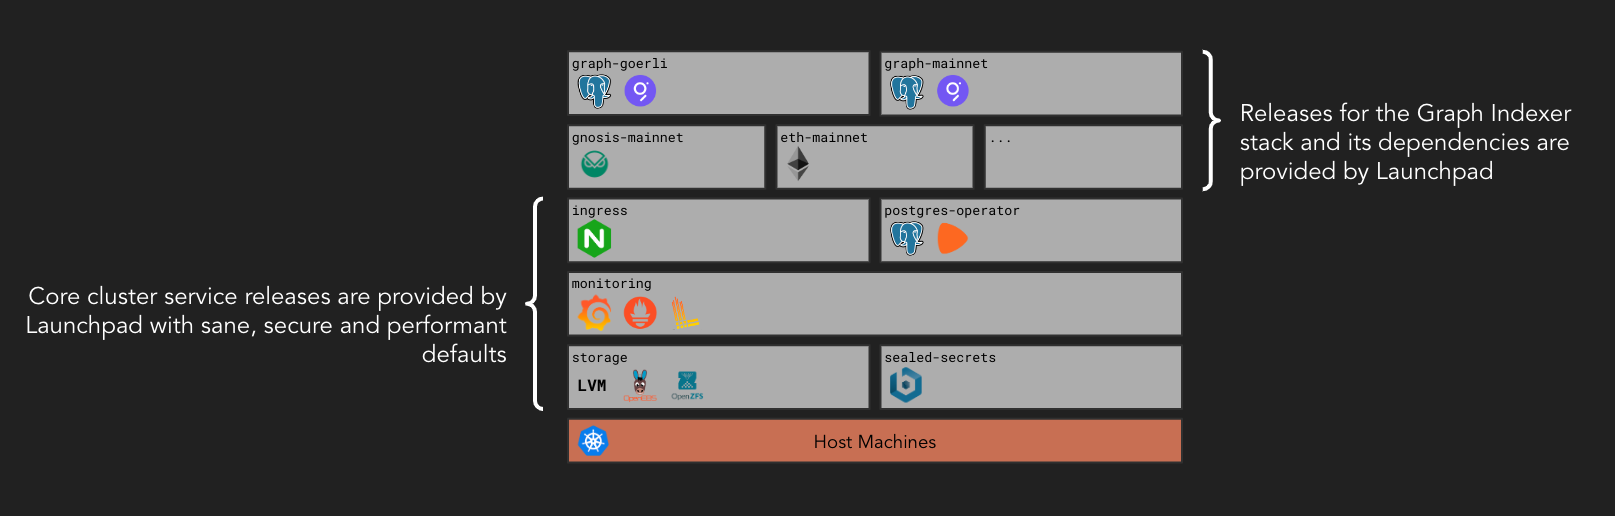 graph-goerli
graph-mainnet
gnosis-mainnet
eth-mainnet
...
Releases for the Graph Indexer
stack and its dependencies are
provided by Launchpad
ingress
postgres-operator
monitoring
Core cluster service releases are provided by
Launchpad with sane, secure and performant
defaults
storage
LVM
OpenEBS
OpenZFS
sealed-secrets
Host Machines